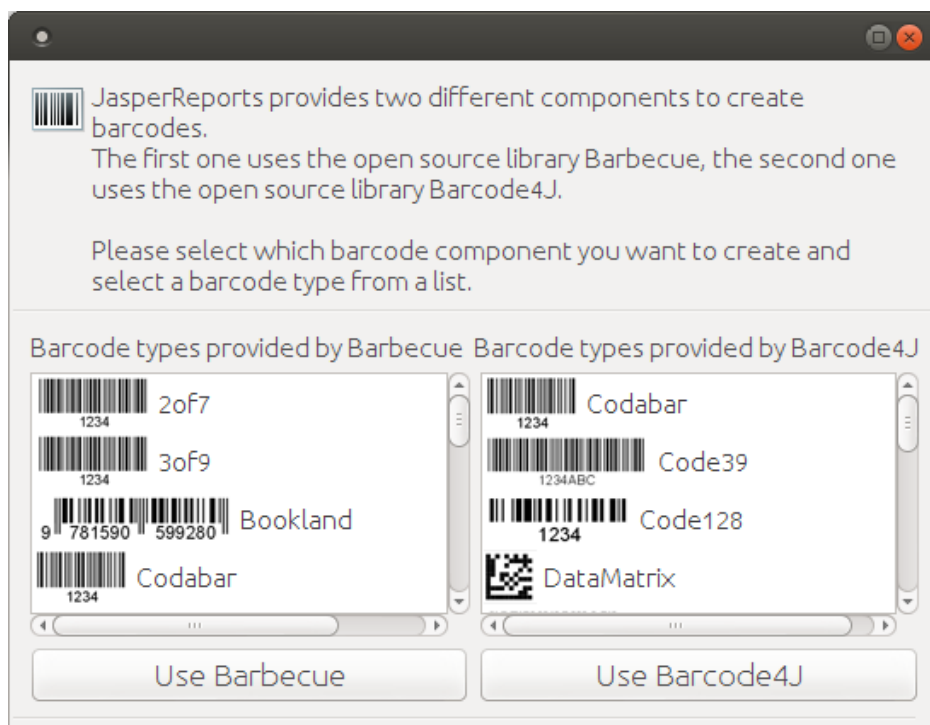 JasperReports provides two different components to create
barcodes.
The first one uses the open source library Barbecue, the second one
uses the open source library Barcode4J.
Please select which barcode component you want to create and
select a barcode type from a list.
Barcode types provided by Barbecue
1234
2of7
1234
3of9
9 781590 599280
Bookland
1234
Codabar
Use Barbecue
Barcode types provided by Barcode4J
1234
Codabar
1234ABC
Code39
1234
Code128
DataMatrix
Use Barcode4J